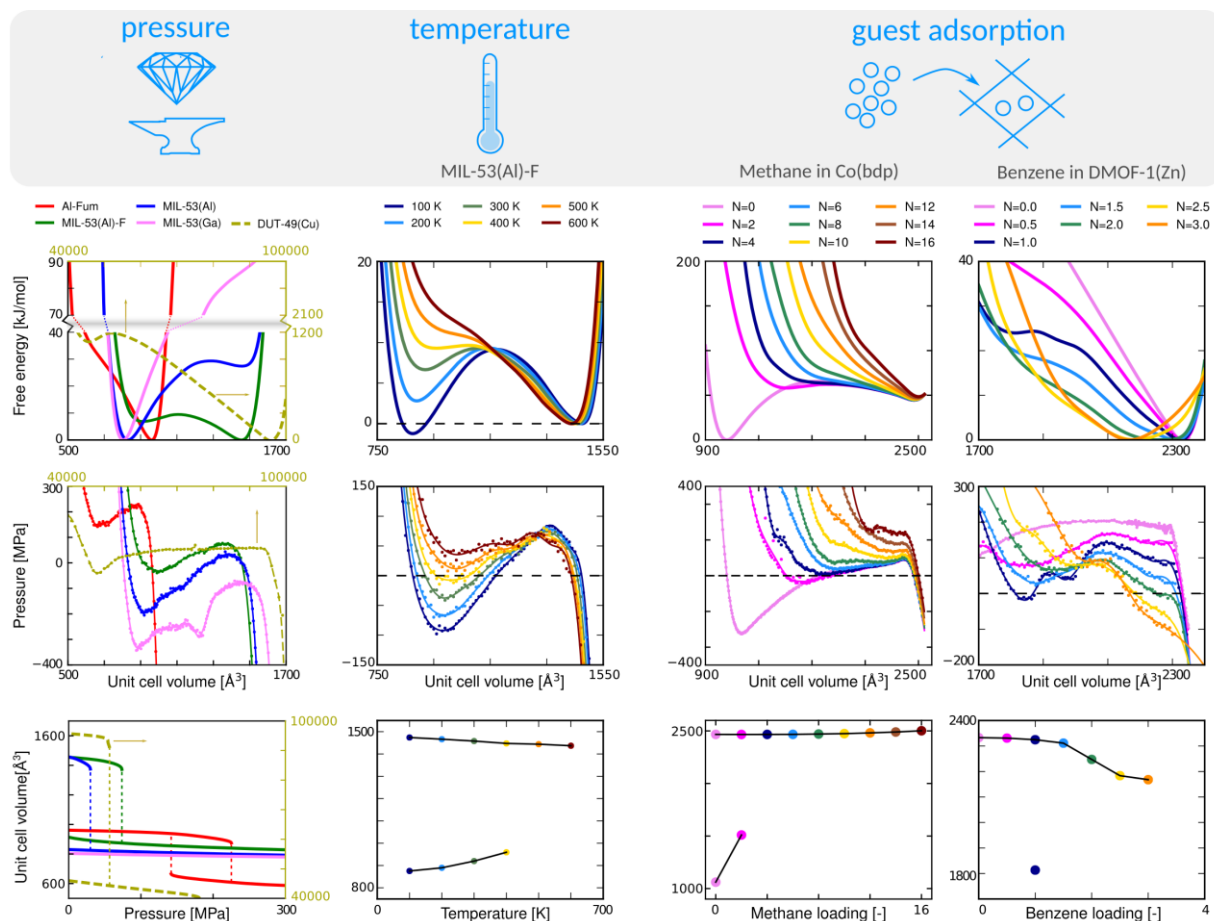 pressure
temperature
guest adsorption
MIL-53(Al)-F
Methane in Co(bdp)
Benzene in DMOF-1(Zn)
Al-Fum
MIL-53(Al)
MIL-53(Al)-F
MIL-53(Ga)
DUT-49(Cu)
40000
100000
90
70
40
0
2100
1200
0
Free energy [kJ/mol]
500
1700
100 K
300 K
500 K
200 K
400 K
600 K
20
0
750
1550
N=0
N=6
N=12
N=2
N=8
N=14
N=4
N=10
N=16
200
100
0
900
2500
N=0.0
N=1.5
N=2.5
N=0.5
N=2.0
N=3.0
N=1.0
40
0
1700
2300
40000
100000
300
0
−400
Pressure [MPa]
500
1700
Unit cell volume [Å³]
150
−150
750
1550
Unit cell volume [Å³]
400
0
−400
900
2500
Unit cell volume [Å³]
300
−200
1700
2300
Unit cell volume [Å³]
1600
600
Unit cell volume[Å³]
100000
40000
0
300
Pressure [MPa]
1500
800
0
700
Temperature [K]
2500
1000
0
16
Methane loading [-]
2400
1800
0
4
Benzene loading [-]